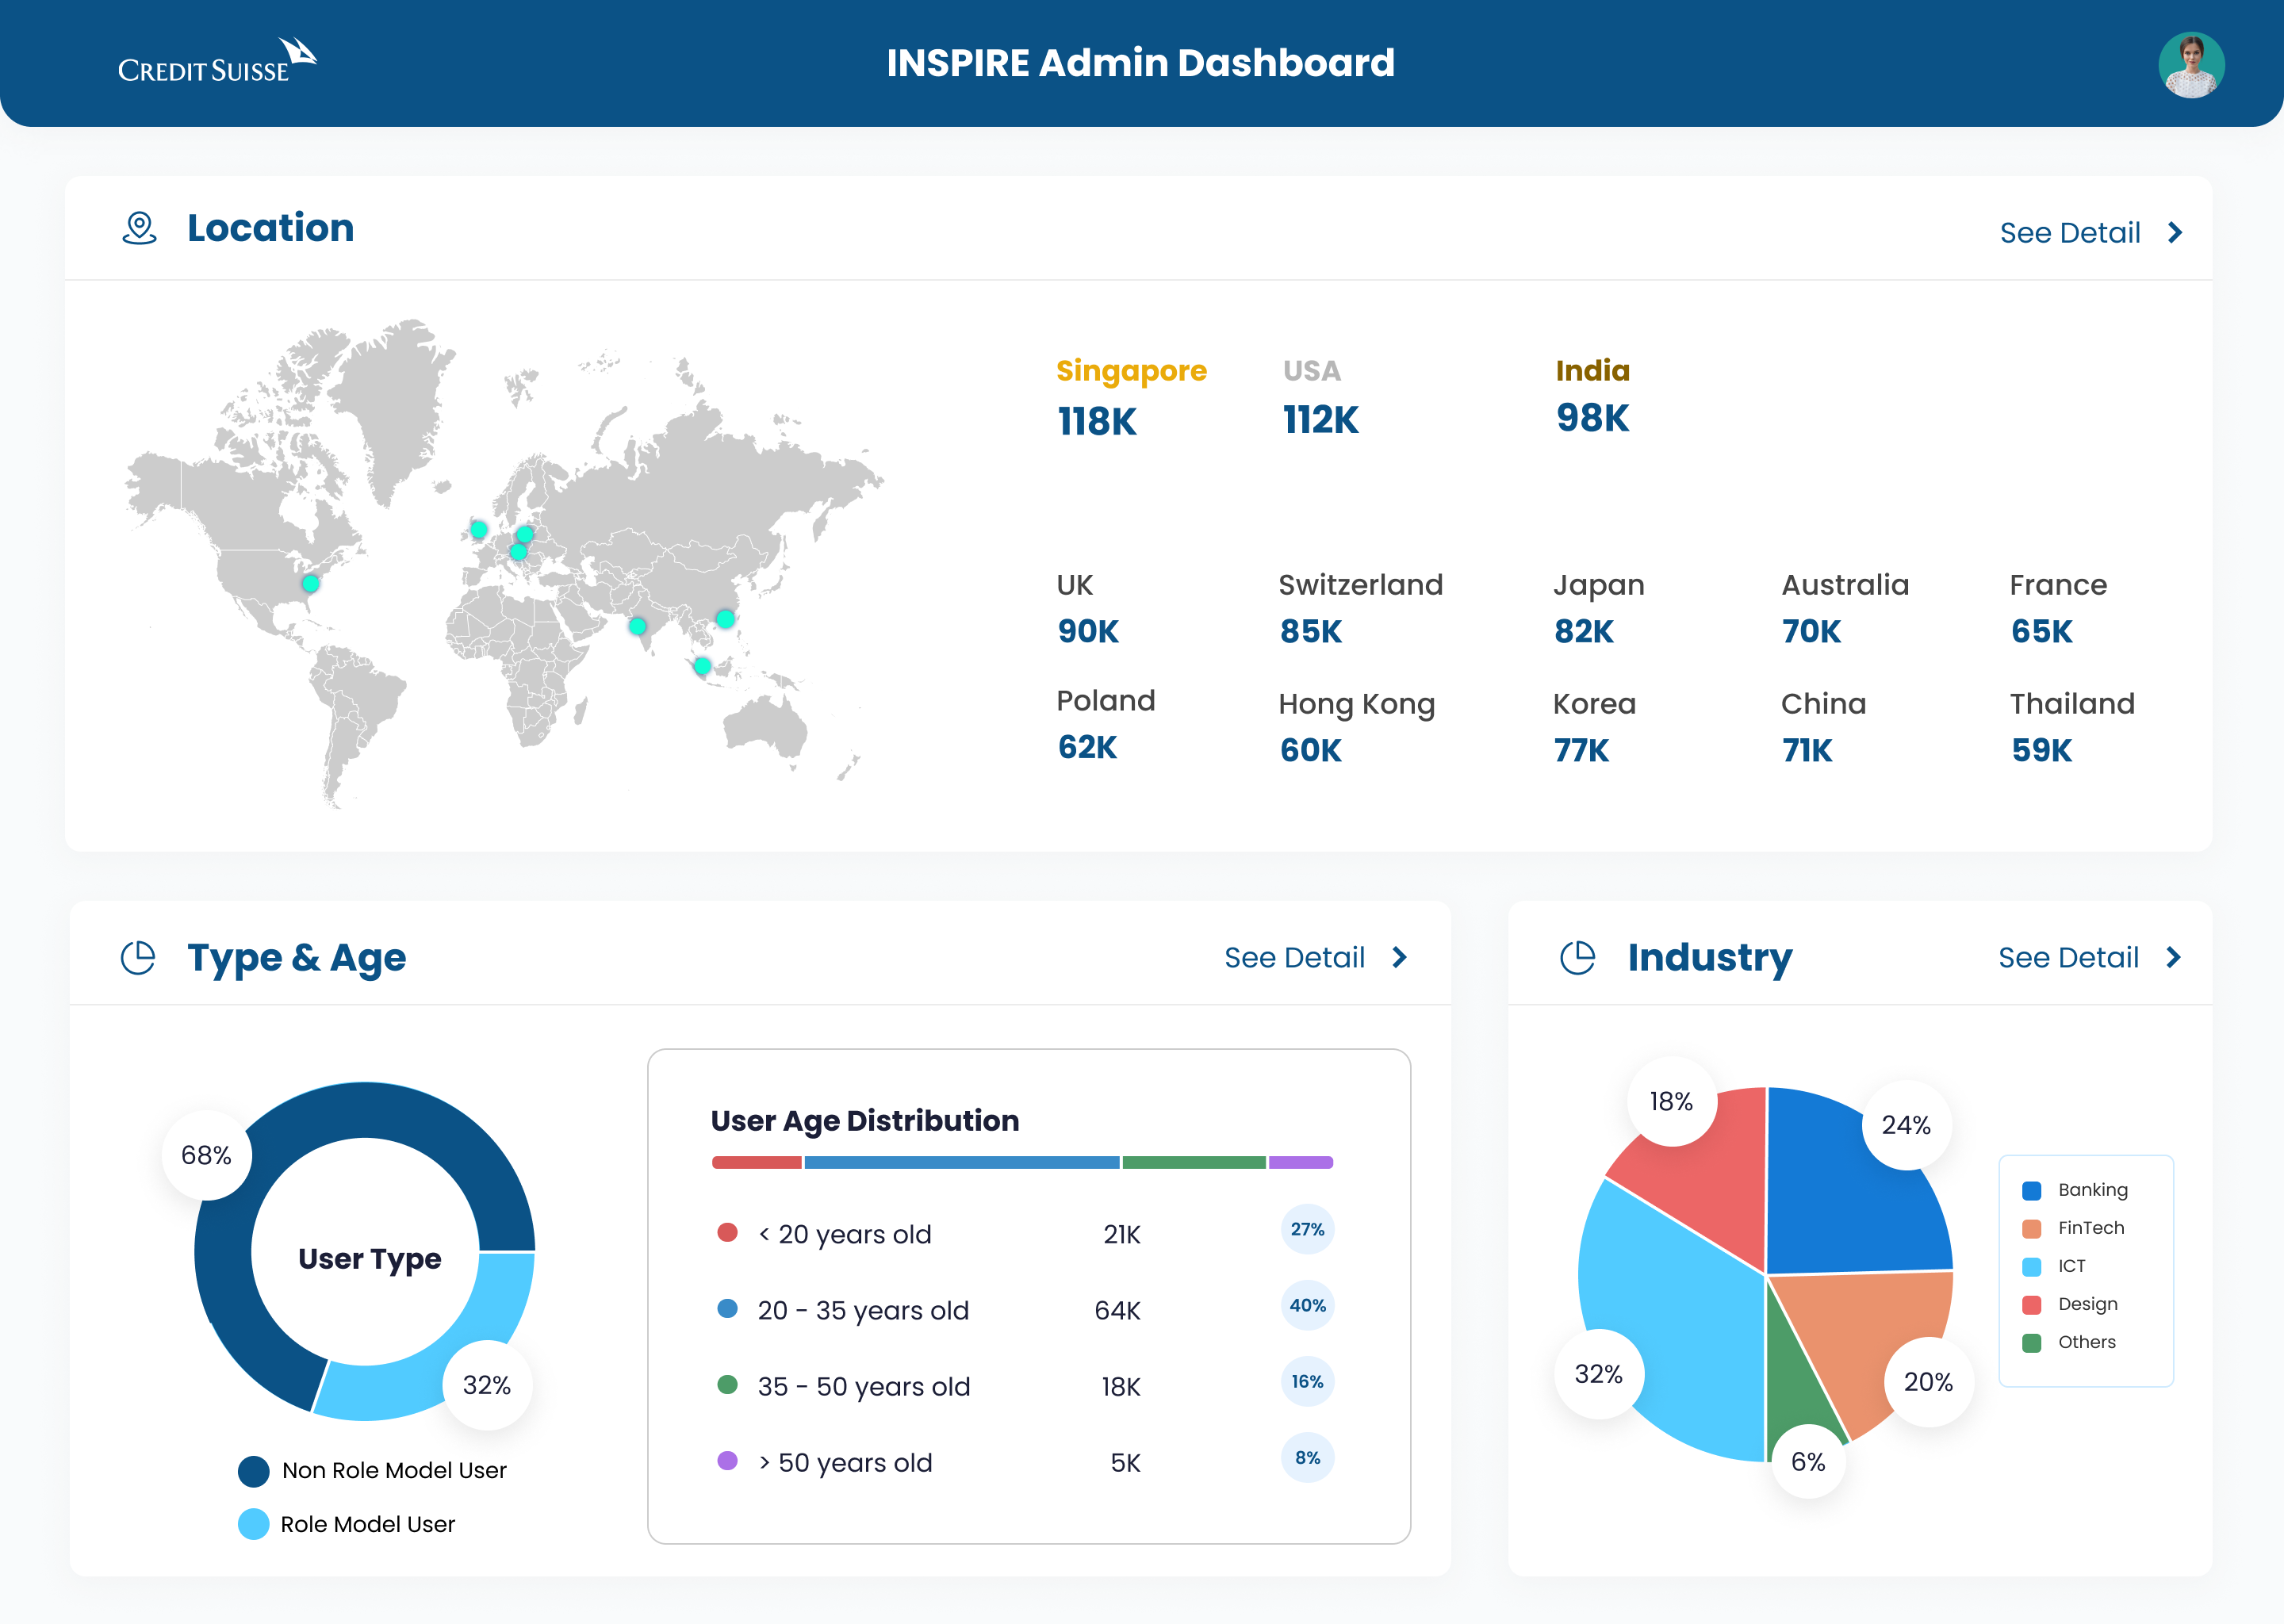 CREDIT SUISSE
INSPIRE Admin Dashboard
Location
See Detail
Singapore
118K
USA
112K
India
98K
UK
90K
Switzerland
85K
Japan
82K
Australia
70K
France
65K
Poland
62K
Hong Kong
60K
Korea
77K
China
71K
Thailand
59K
Type & Age
See Detail
68%
User Type
32%
Non Role Model User
Role Model User
User Age Distribution
< 20 years old 21K 27%
20 - 35 years old 64K 40%
35 - 50 years old 18K 16%
> 50 years old 5K 8%
Industry
See Detail
18%
24%
32%
20%
6%
Banking
FinTech
ICT
Design
Others